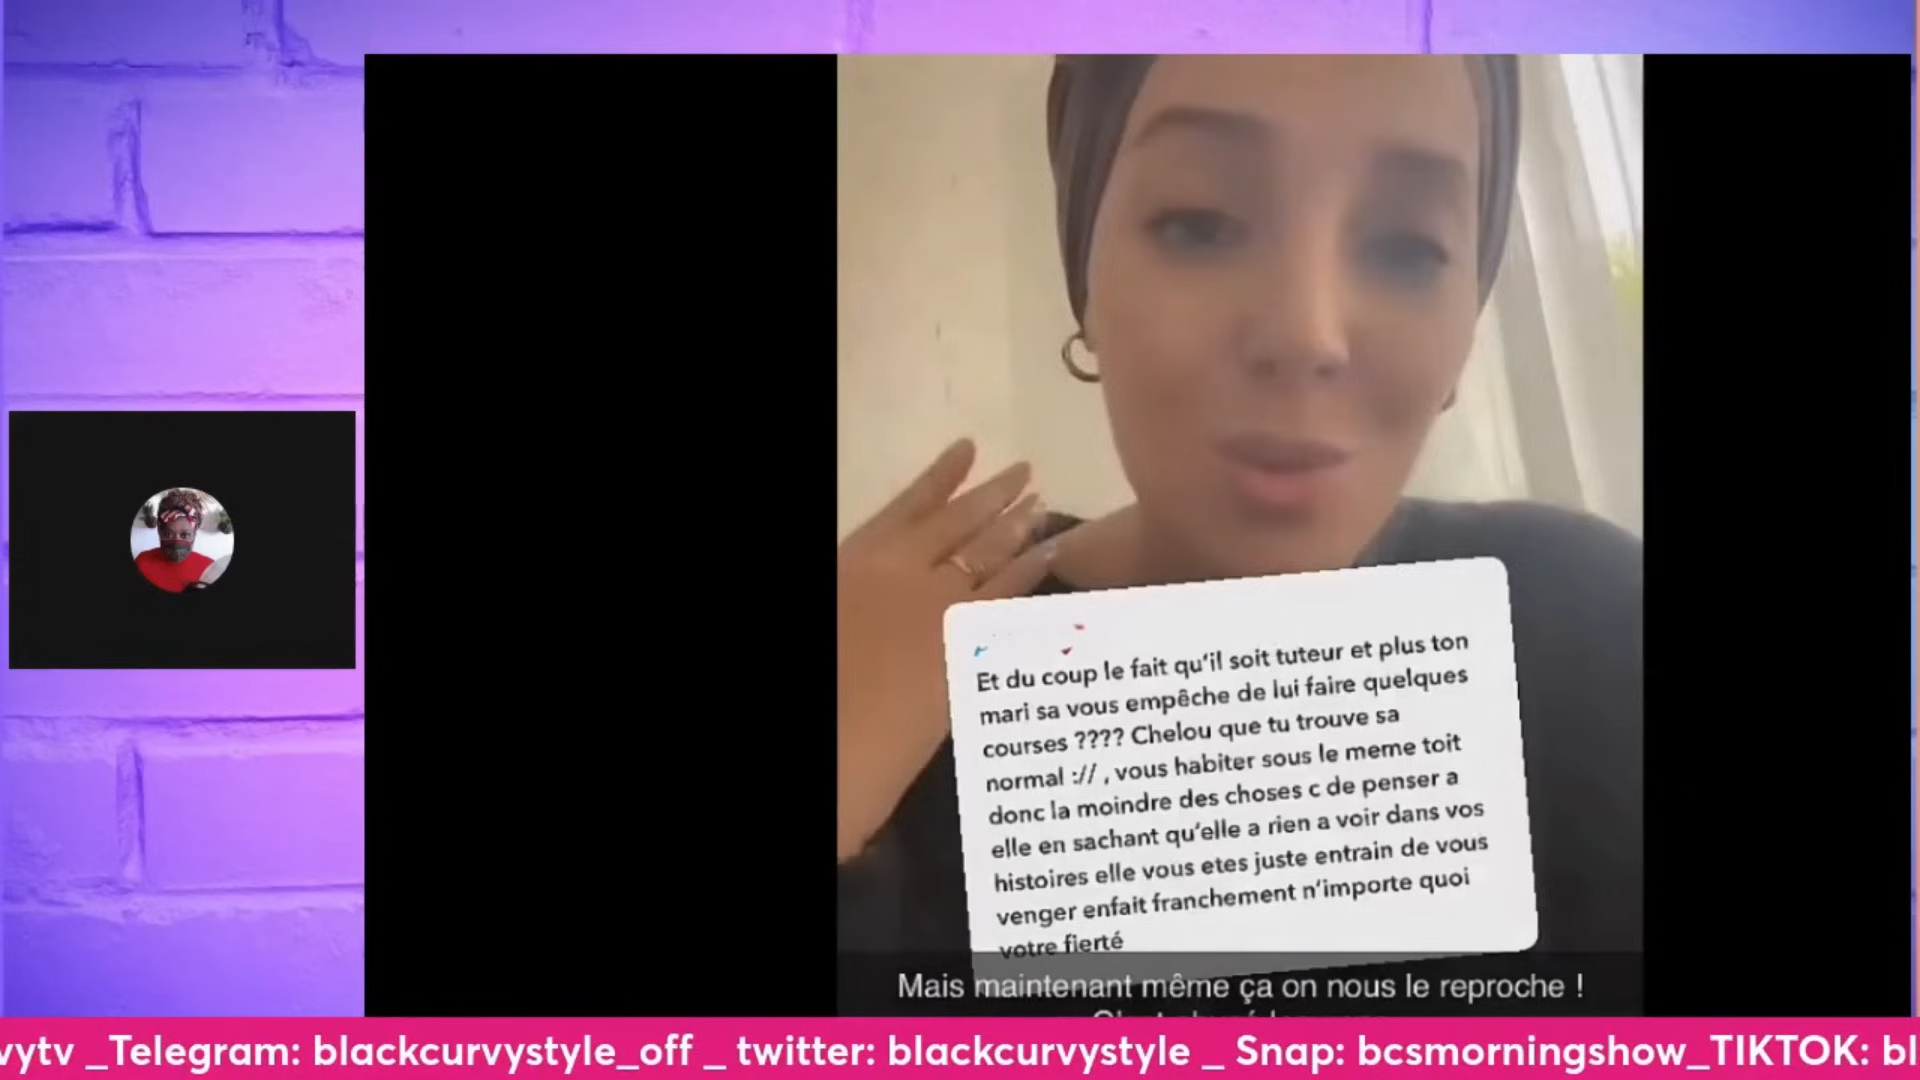 Et du coup le fait qu'il soit tuteur et plus ton
mari sa vous empêche de lui faire quelques
courses ???? Chelou que tu trouve sa
normal :// , vous habiter sous le meme toit
donc la moindre des choses c de penser a
elle en sachant qu'elle a rien a voir dans vos
histoires elle vous etes juste entrain de vous
venger enfait franchement n'importe quoi
votre fierté
Mais maintenant même ça on nous le reproche !
vytv _Telegram: blackcurvystyle_off _ twitter: blackcurvystyle _ Snap: bcsmorningshow_TIKTOK: bl